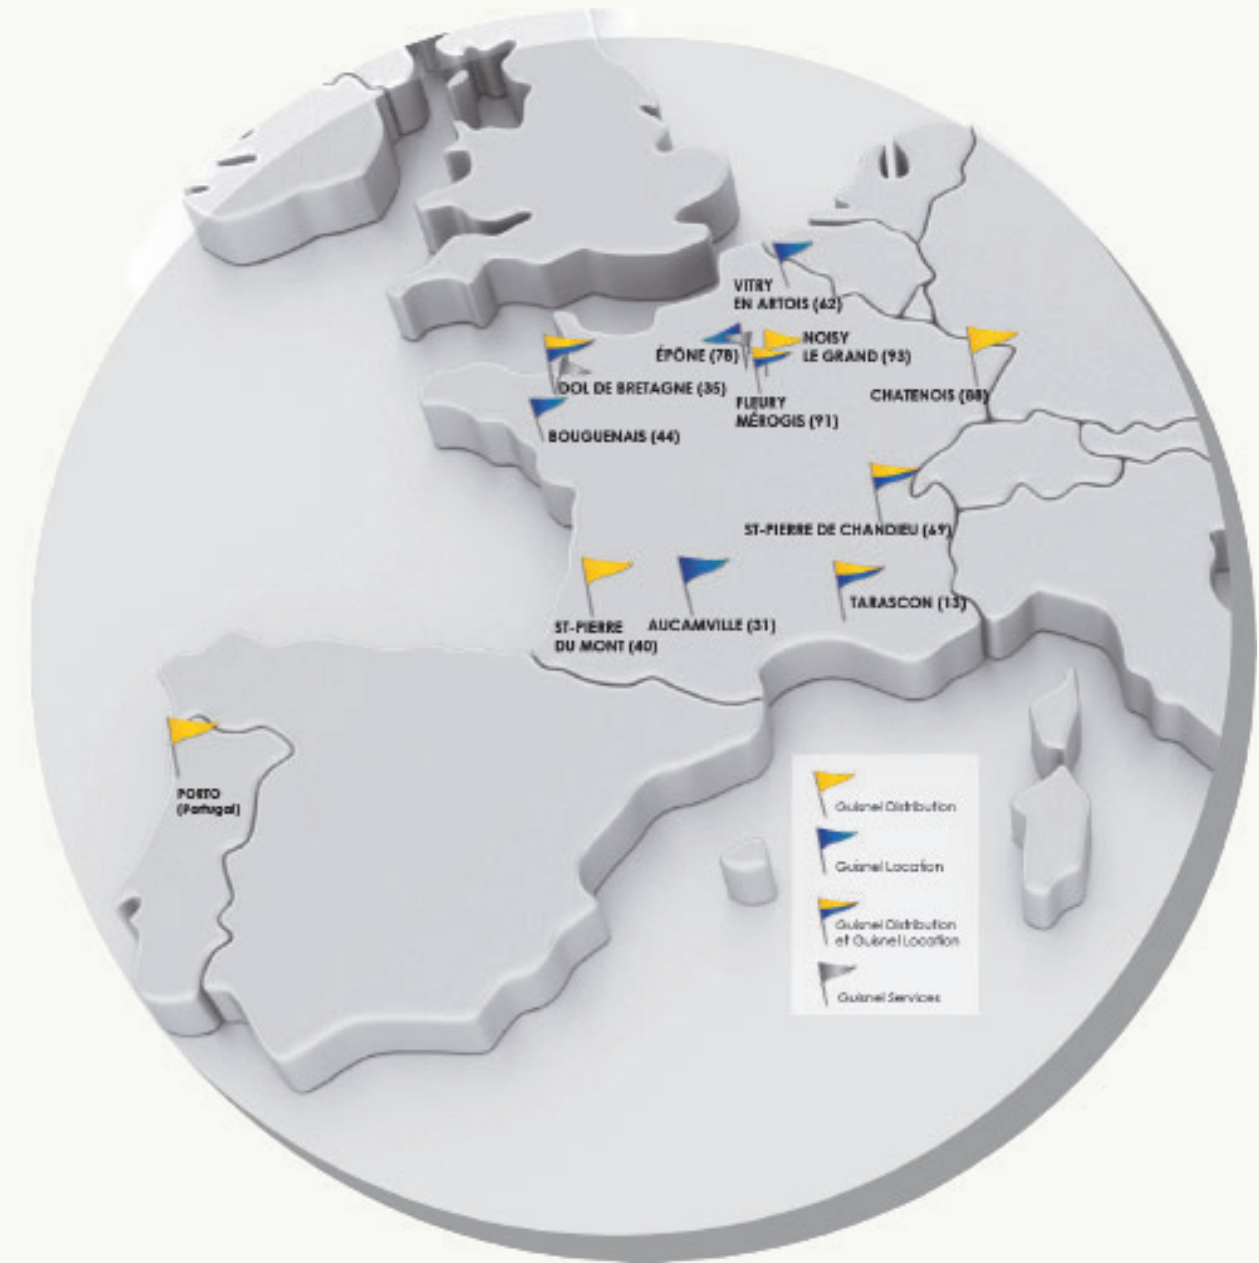 VITRY
EN ARTOIS (62)
ÉPÔNE (78)
NOISY
LE GRAND (93)
DOL DE BRETAGNE (35)
FLEURY
MÉROGIS (91)
CHATENOIS (88)
BOUGUENAIS (44)
ST-PIERRE DE CHANDIEU (69)
TARASCON (13)
ST-PIERRE
DU MONT (40)
AUCAMVILLE (31)
PORTO
(Portugal)
Guisnel Distribution
Guisnel Location
Guisnel Distribution
et Guisnel Location
Guisnel Services